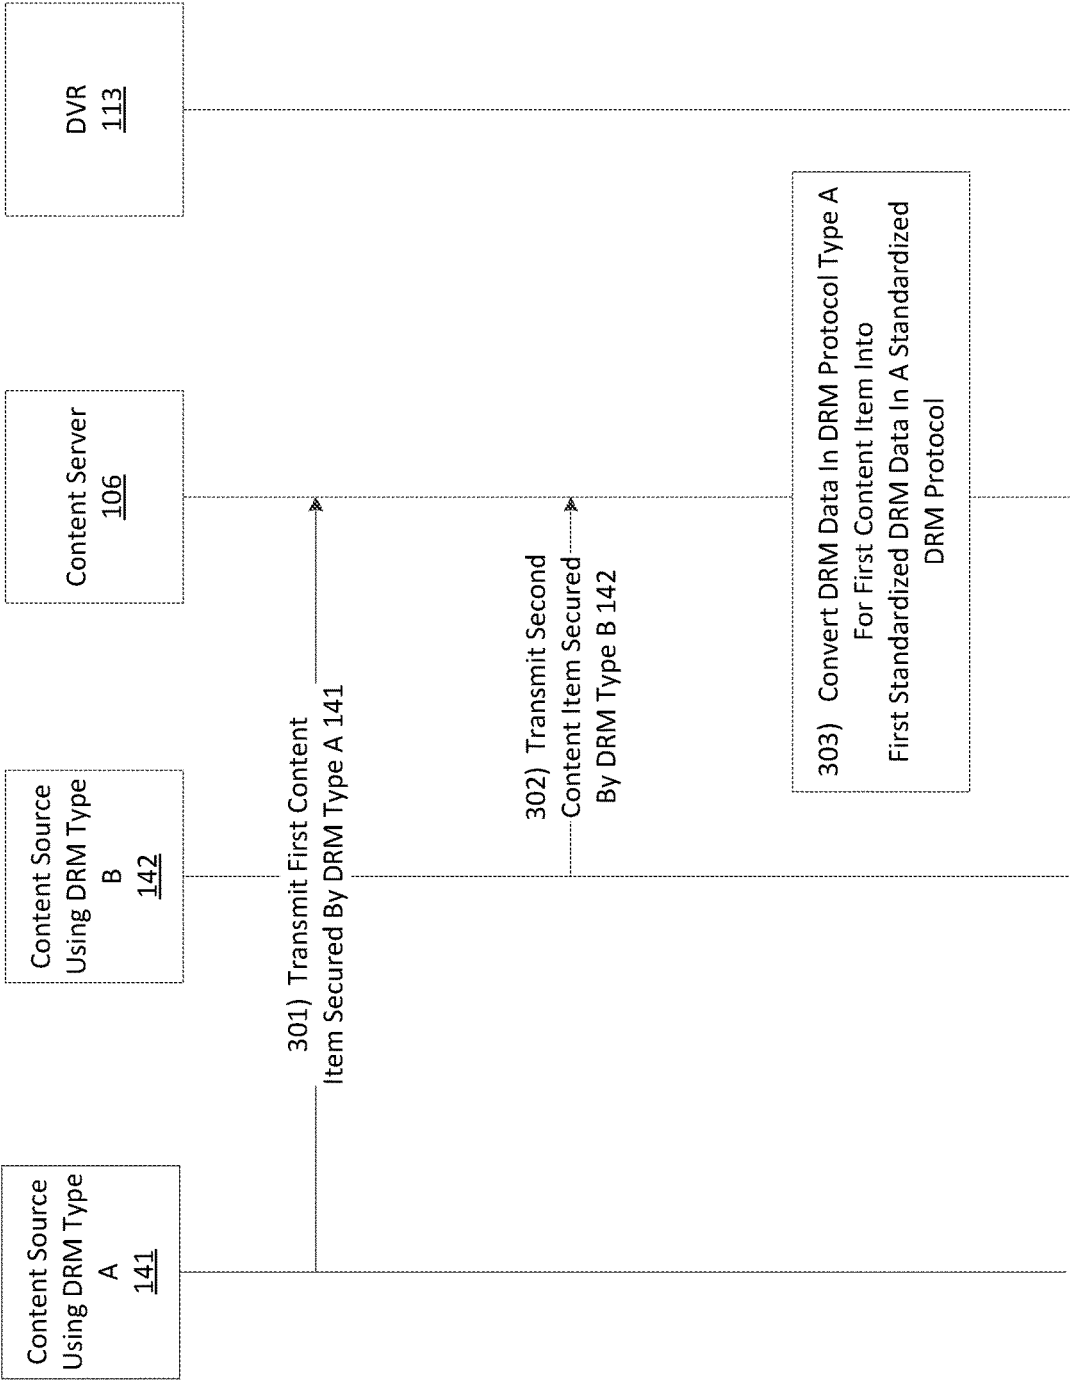 Content Source
Using DRM Type
A
141
Content Source
Using DRM Type
B
142
Content Server
106
DVR
113
301) Transmit First Content
Item Secured By DRM Type A 141
302) Transmit Second
Content Item Secured
By DRM Type B 142
303) Convert DRM Data In DRM Protocol Type A
For First Content Item Into
First Standardized DRM Data In A Standardized
DRM Protocol